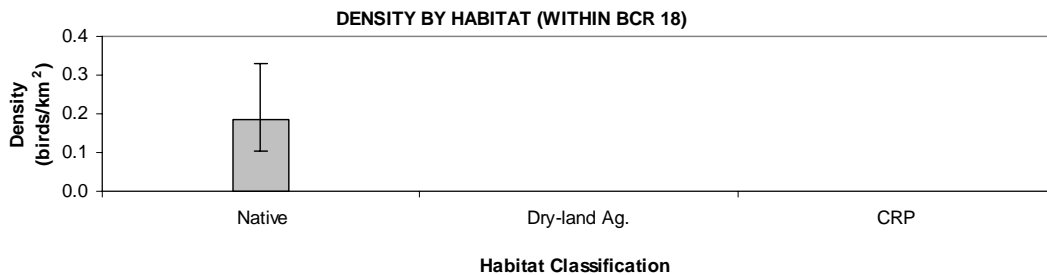 DENSITY BY HABITAT (WITHIN BCR 18)
Density
(birds/km²)
0.4
0.3
0.2
0.1
0.0
Native Dry-land Ag. CRP
Habitat Classification